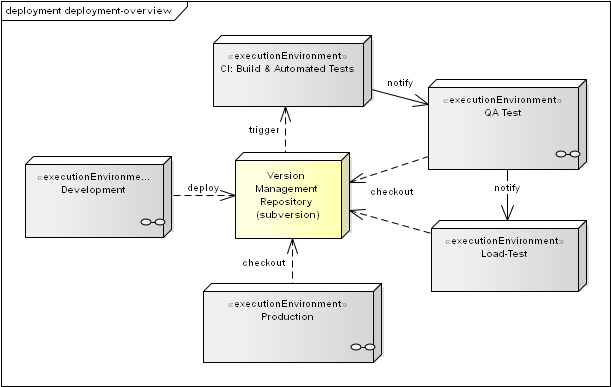 deployment deployment-overview
«executionEnvironment»
CI: Build & Automated Tests
notify
«executionEnvironment»
QA Test
trigger
«executionEnvironme...
Development
deploy
Version
Management
Repository
(subversion)
checkout
notify
«executionEnvironment»
Load-Test
checkout
«executionEnvironment»
Production